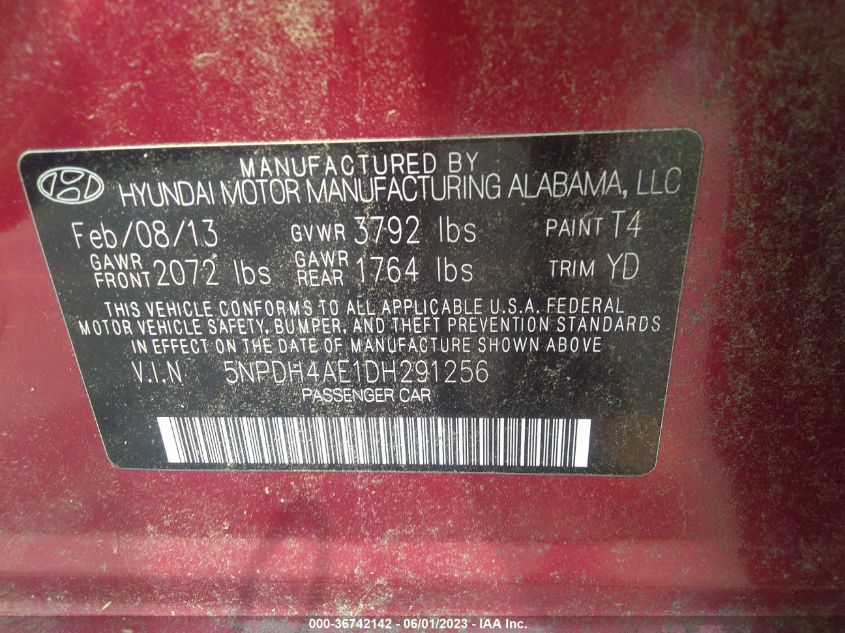 MANUFACTURED BY
HYUNDAI MOTOR MANUFACTURING ALABAMA, LLC
Feb/08/13 GVWR 3792 lbs PAINT T4
GAWR FRONT 2072 lbs GAWR REAR 1764 lbs TRIM YD
THIS VEHICLE CONFORMS TO ALL APPLICABLE U.S.A. FEDERAL
MOTOR VEHICLE SAFETY, BUMPER, AND THEFT PREVENTION STANDARDS
IN EFFECT ON THE DATE OF MANUFACTURE SHOWN ABOVE.
V.I.N 5NPDH4AE1DH291256
PASSENGER CAR
000-36742142 - 06/01/2023 - IAA Inc.